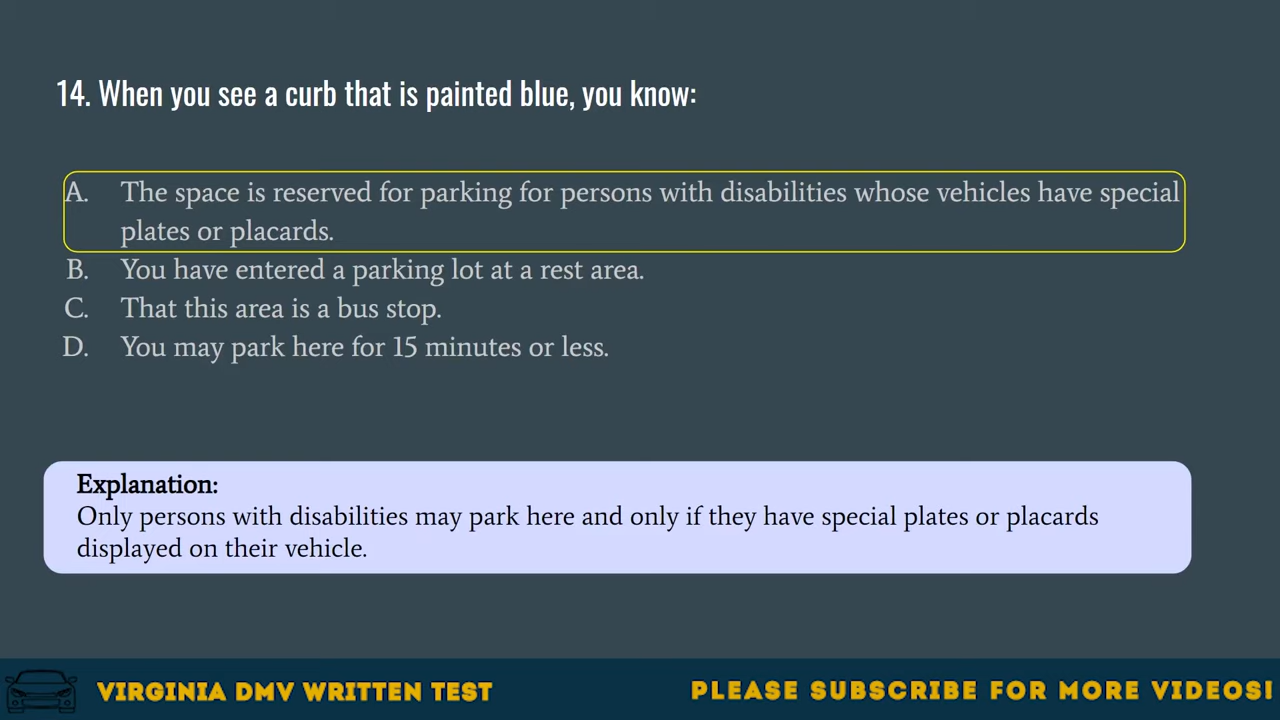 14. When you see a curb that is painted blue, you know:
A. The space is reserved for parking for persons with disabilities whose vehicles have special
plates or placards.
B. You have entered a parking lot at a rest area.
C. That this area is a bus stop.
D. You may park here for 15 minutes or less.
Explanation:
Only persons with disabilities may park here and only if they have special plates or placards
displayed on their vehicle.
VIRGINIA DMV WRITTEN TEST
PLEASE SUBSCRIBE FOR MORE VIDEOS!